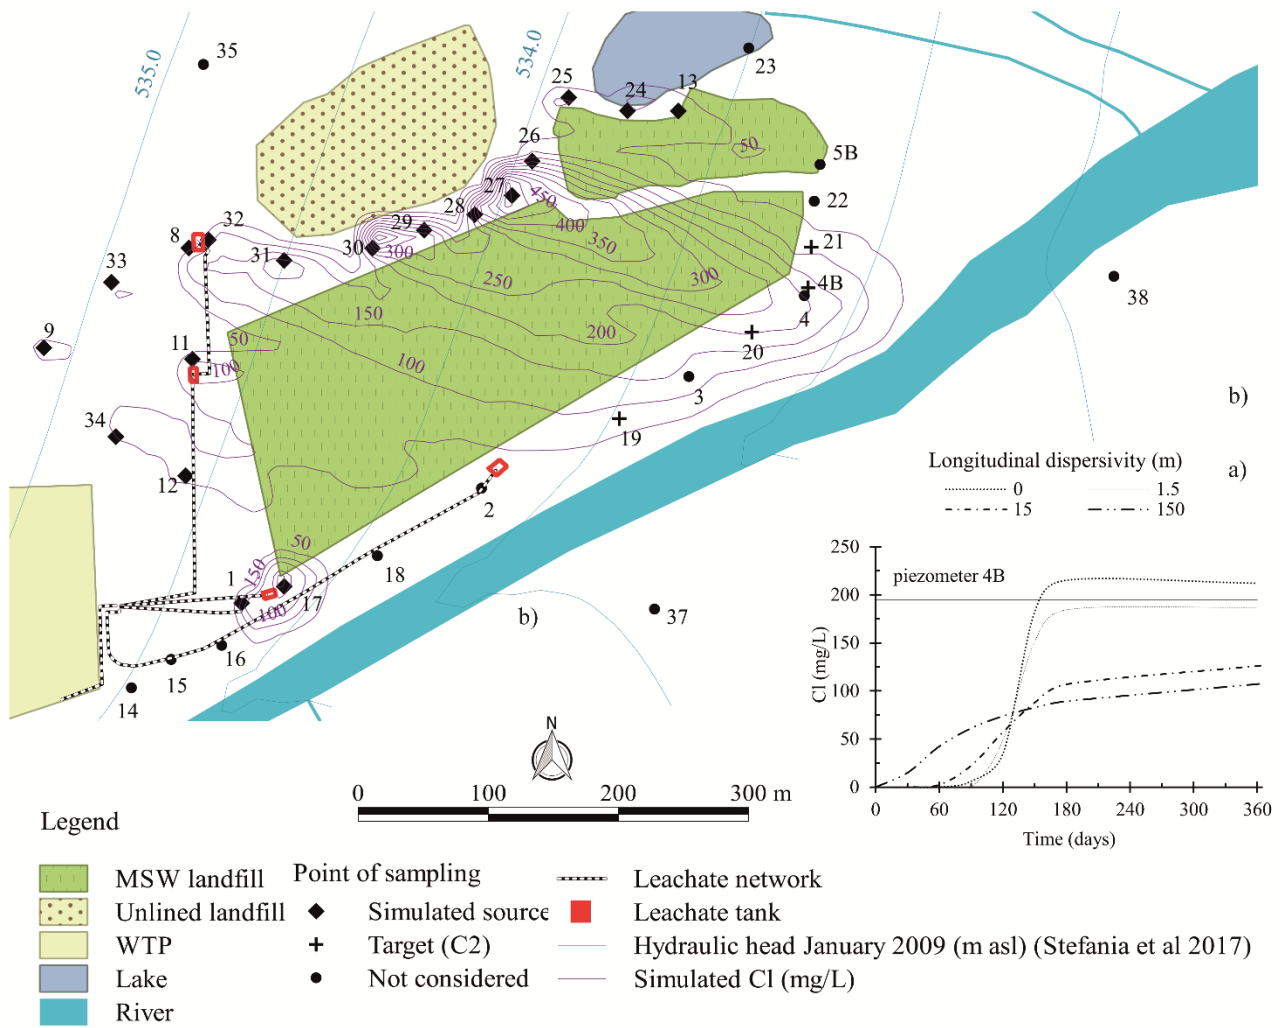 35
535.0
534.0
23
25
24
13
26
50
5B
27
450
22
28
400
8
32
29
350
21
30
300
31
33
250
300
4B
4
9
150
200
11
50
20
100
100
3
b)
34
19
Longitudinal dispersivity (m)
a)
12
0
1.5
15
150
2
50
250
150
18
1
200
piezometer 4B
17
100
b)
37
150
16
Cl (mg/L)
15
100
14
50
0
0 60 120 180 240 300 360
Time (days)
38
N
0 100 200 300 m
Legend
MSW landfill
Unlined landfill
WTP
Lake
River
Point of sampling
Simulated source
Target (C2)
Not considered
Leachate network
Leachate tank
Hydraulic head January 2009 (m asl) (Stefania et al 2017)
Simulated Cl (mg/L)